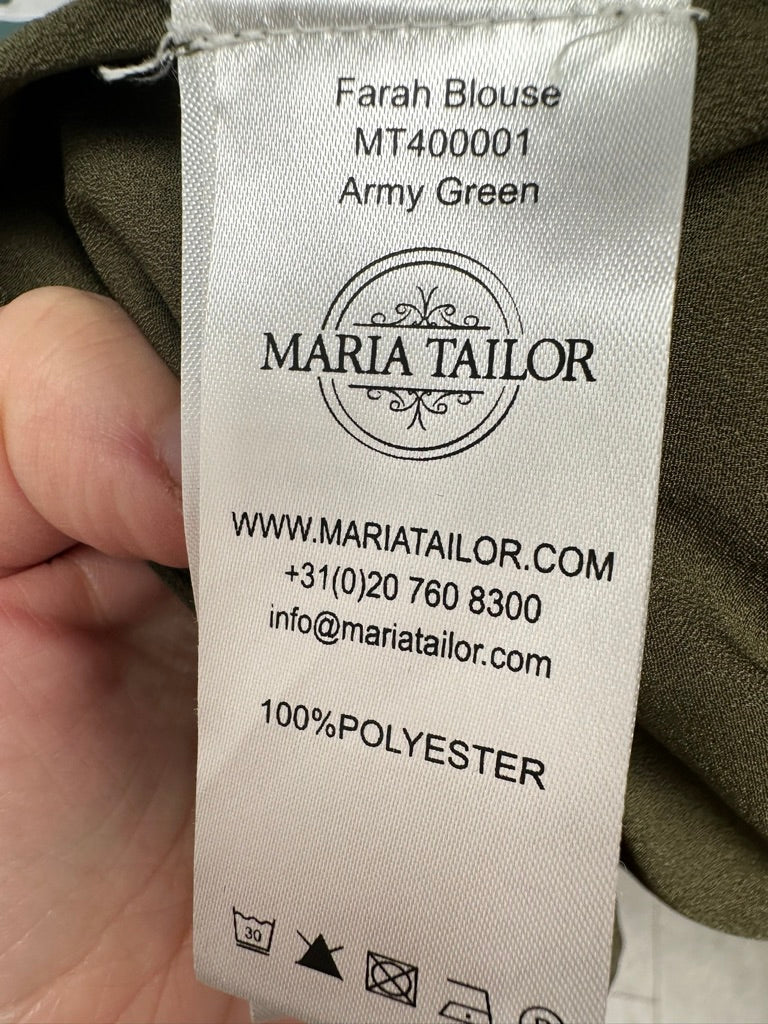 Farah Blouse
MT400001
Army Green
MARIA TAILOR
WWW.MARIATAILOR.COM
+31(0)20 760 8300
info@mariatailor.com
100%POLYESTER
30